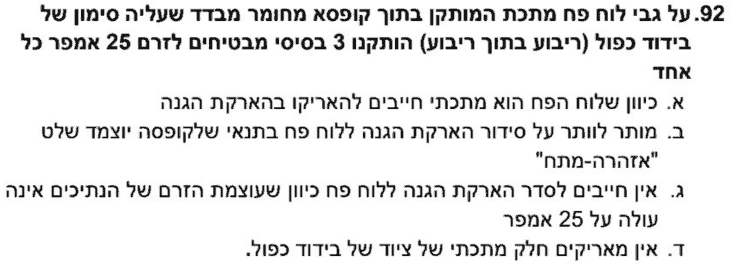 92. על גבי לוח פח מתכת המותקן בתוך קופסא מחומר מבדד שעליה סימון של
בידוד כפול (ריבוע בתוך ריבוע) הותקנו 3 בסיסי מבטיחים לזרם 25 אמפר כל
אחד
א. כיוון שלוח הפח הוא מתכתי חייבים להאריקו בהארקת הגנה
ב. מותר לוותר על סידור הארקת הגנה ללוח פח בתנאי שלקופסה יוצמד שלט
"אזהרה-מתח"
ג. אין חייבים לסדר הארקת הגנה ללוח פח כיוון שעוצמת הזרם של הנתיכים אינה
עולה על 25 אמפר
ד. אין מאריקים חלק מתכתי של ציוד של בידוד כפול.